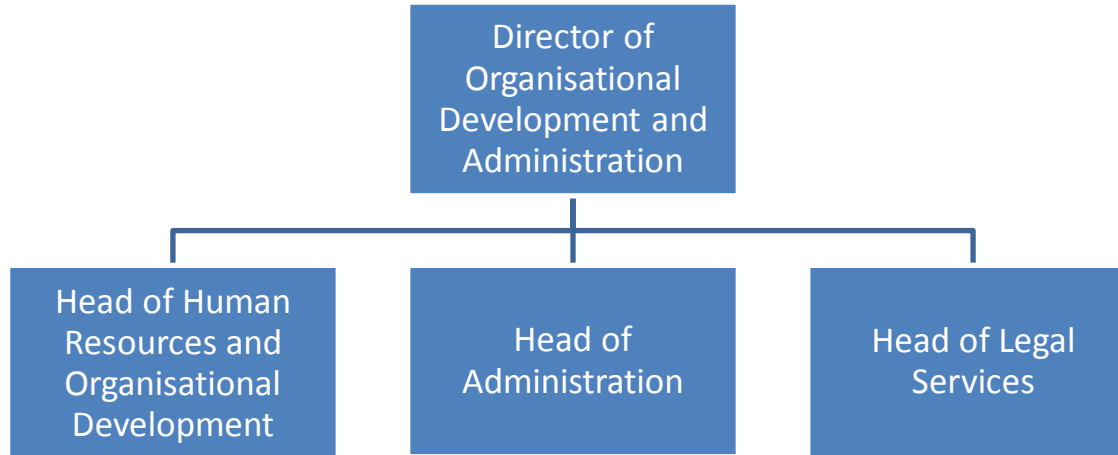 Director of
Organisational
Development and
Administration
Head of Human
Resources and
Organisational
Development
Head of
Administration
Head of Legal
Services